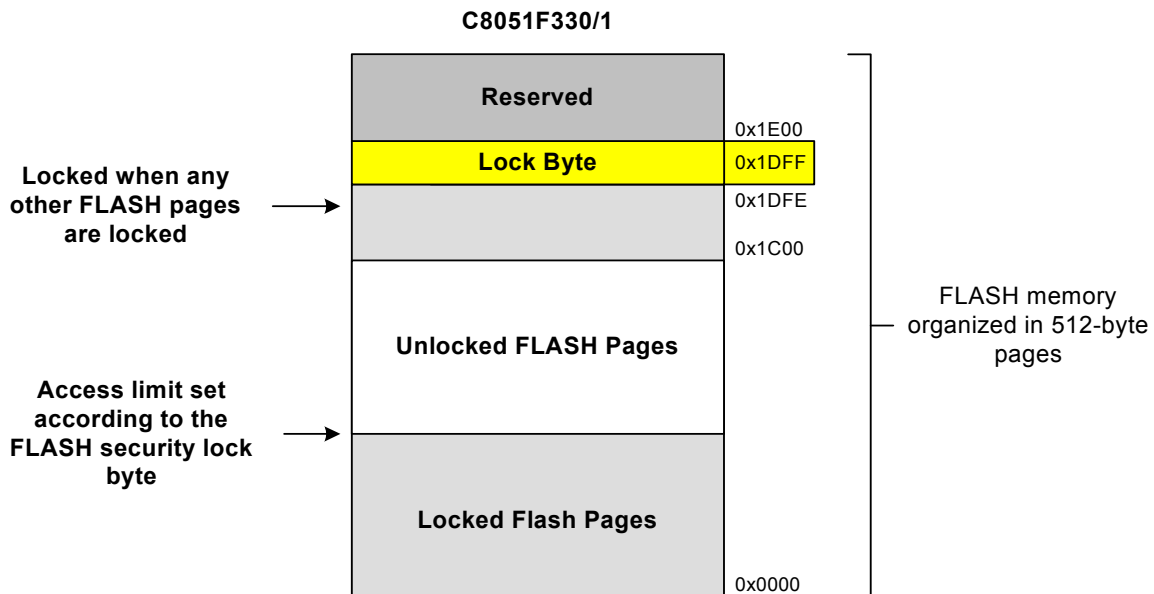 C8051F330/1
Reserved
0x1E00
Lock Byte
0x1DFF
Locked when any
other FLASH pages
are locked
0x1DFE
0x1C00
Unlocked FLASH Pages
FLASH memory
organized in 512-byte
pages
Access limit set
according to the
FLASH security lock
byte
Locked Flash Pages
0x0000